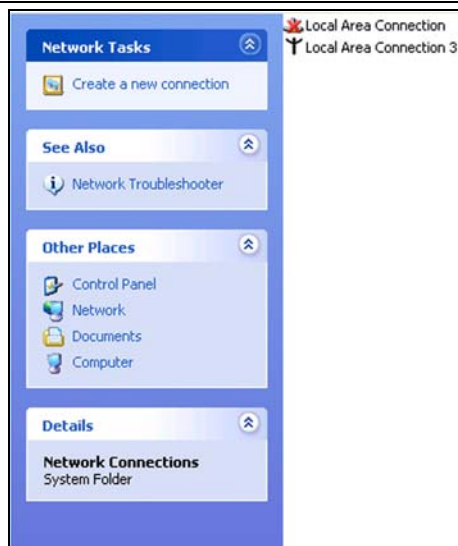 Network Tasks
Create a new connection
See Also
Network Troubleshooter
Other Places
Control Panel
Network
Documents
Computer
Details
Network Connections
System Folder
Local Area Connection
Local Area Connection 3